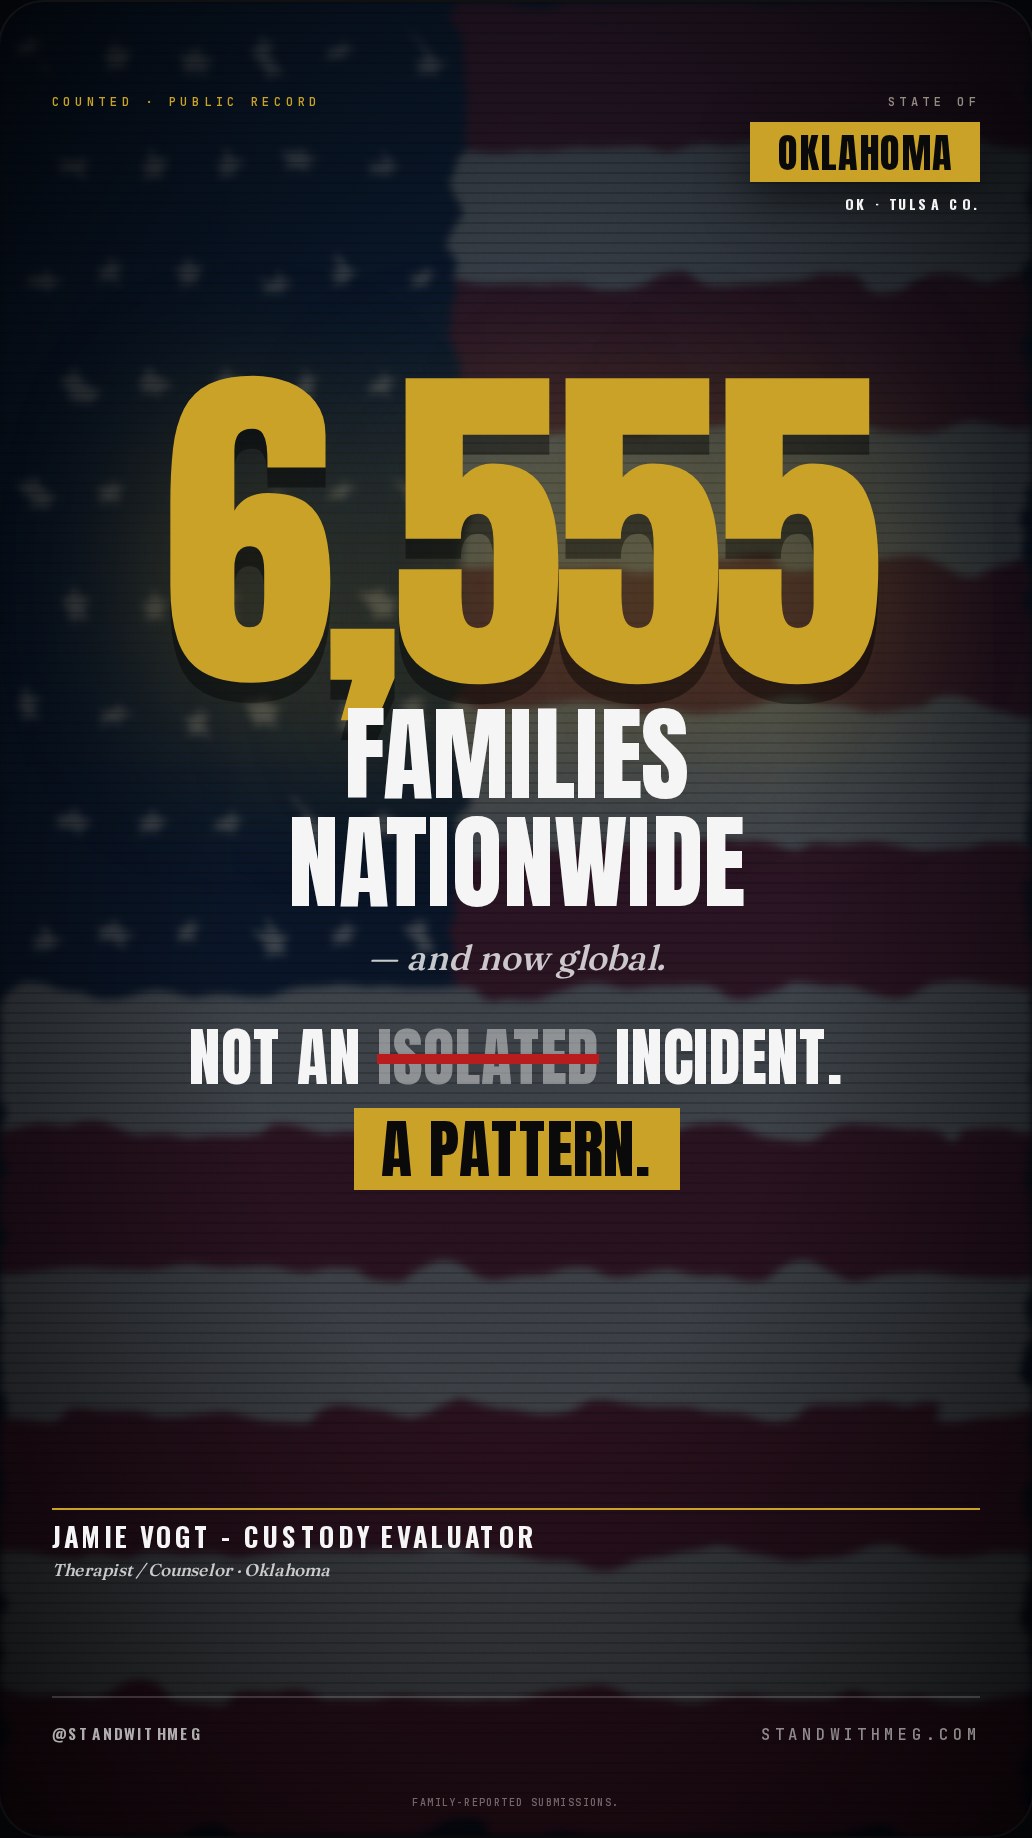 COUNTED · PUBLIC RECORD
STATE OF
OKLAHOMA
OK · TULSA CO.
6,555
FAMILIES
NATIONWIDE
— and now global.
NOT AN ISOLATED INCIDENT.
A PATTERN.
JAMIE VOGT - CUSTODY EVALUATOR
Therapist / Counselor · Oklahoma
@STANDWITHMEG
STANDWITHMEG.COM
FAMILY-REPORTED SUBMISSIONS.